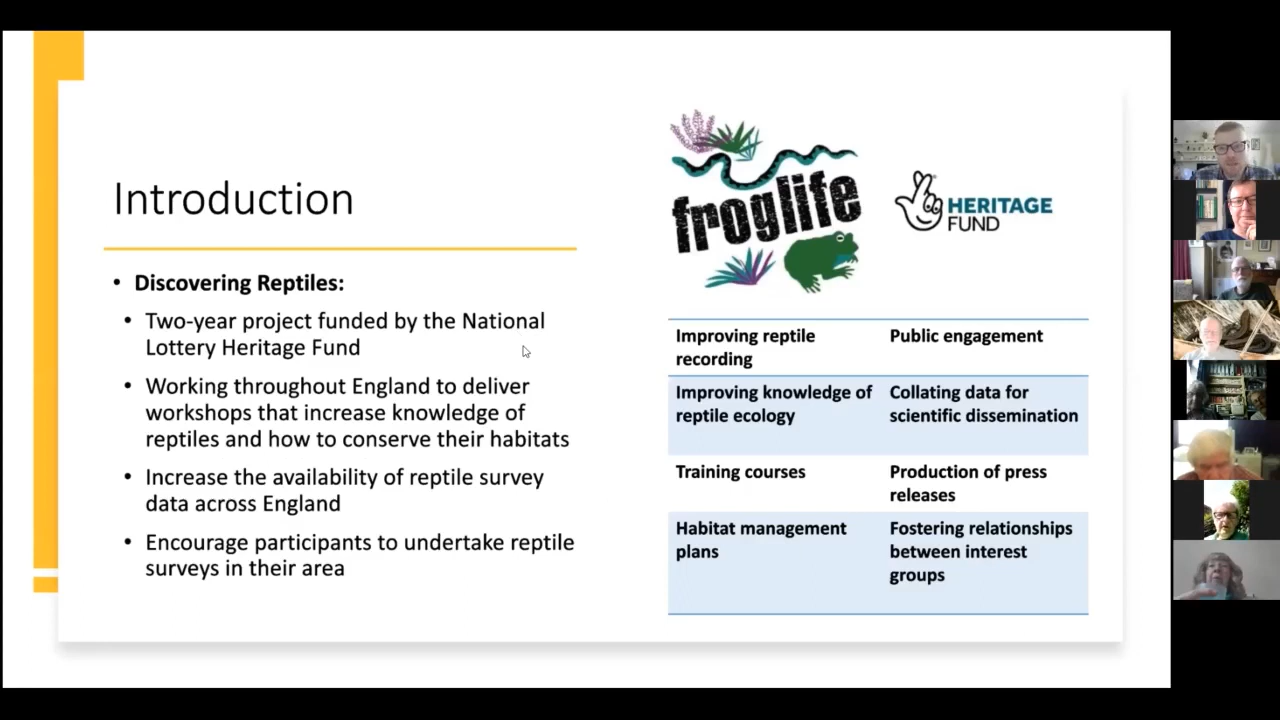 Introduction
• Discovering Reptiles:
• Two-year project funded by the National
Lottery Heritage Fund
• Working throughout England to deliver
workshops that increase knowledge of
reptiles and how to conserve their habitats
• Increase the availability of reptile survey
data across England
• Encourage participants to undertake reptile
surveys in their area
froglife
HERITAGE
FUND
Improving reptile
recording
Public engagement
Improving knowledge of
reptile ecology
Collating data for
scientific dissemination
Training courses
Production of press
releases
Habitat management
plans
Fostering relationships
between interest
groups